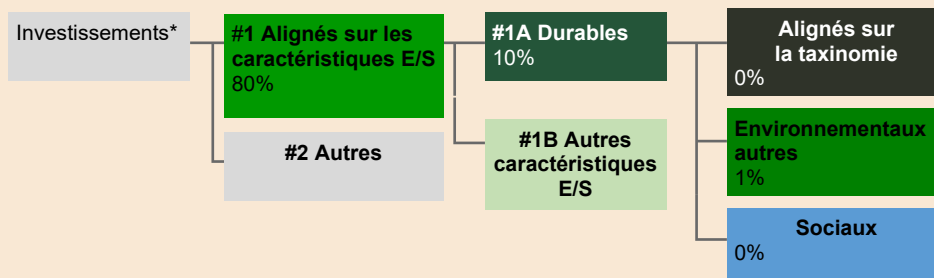 Investissements*
#1 Alignés sur les
caractéristiques E/S
80%
#2 Autres
#1A Durables
10%
#1B Autres
caractéristiques
E/S
Alignés sur
la taxinomie
0%
Environnementaux
autres
1%
Sociaux
0%